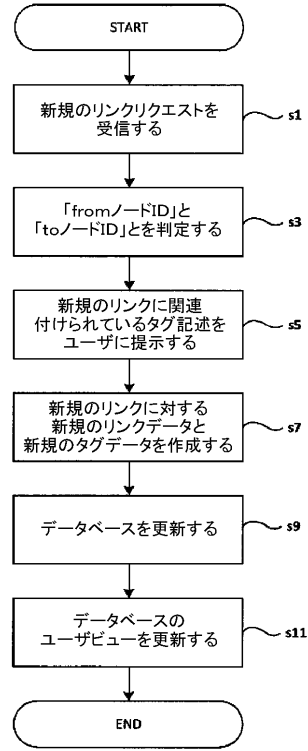 START
新規のリンクリクエストを
受信する
s1
「fromノードID」と
「toノードID」とを判定する
s3
新規のリンクに関連
付けられているタグ記述を
ユーザに提示する
s5
新規のリンクに対する
新規のリンクデータと
新規のタグデータを作成する
s7
データベースを更新する
s9
データベースの
ユーザビューを更新する
s11
END